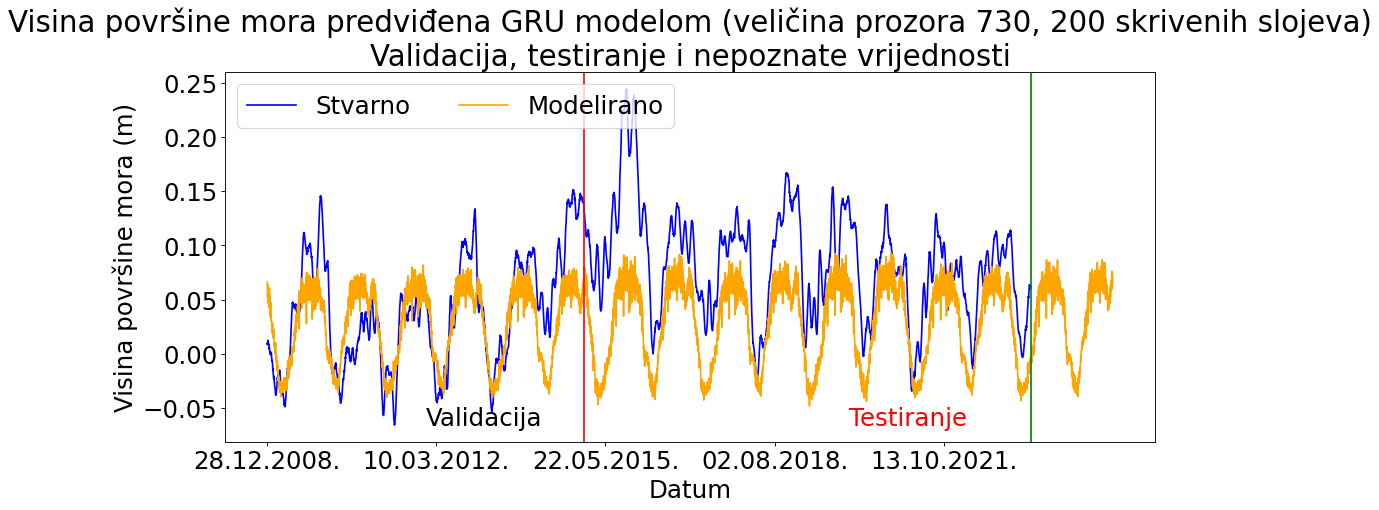 Visina površine mora predviđena GRU modelom (veličina prozora 730, 200 skrivenih slojeva)
Validacija, testiranje i nepoznate vrijednosti
Stvarno
Modelirano
Visina površine mora (m)
0.25
0.20
0.15
0.10
0.05
0.00
−0.05
Validacija
Testiranje
28.12.2008.
10.03.2012.
22.05.2015.
02.08.2018.
13.10.2021.
Datum